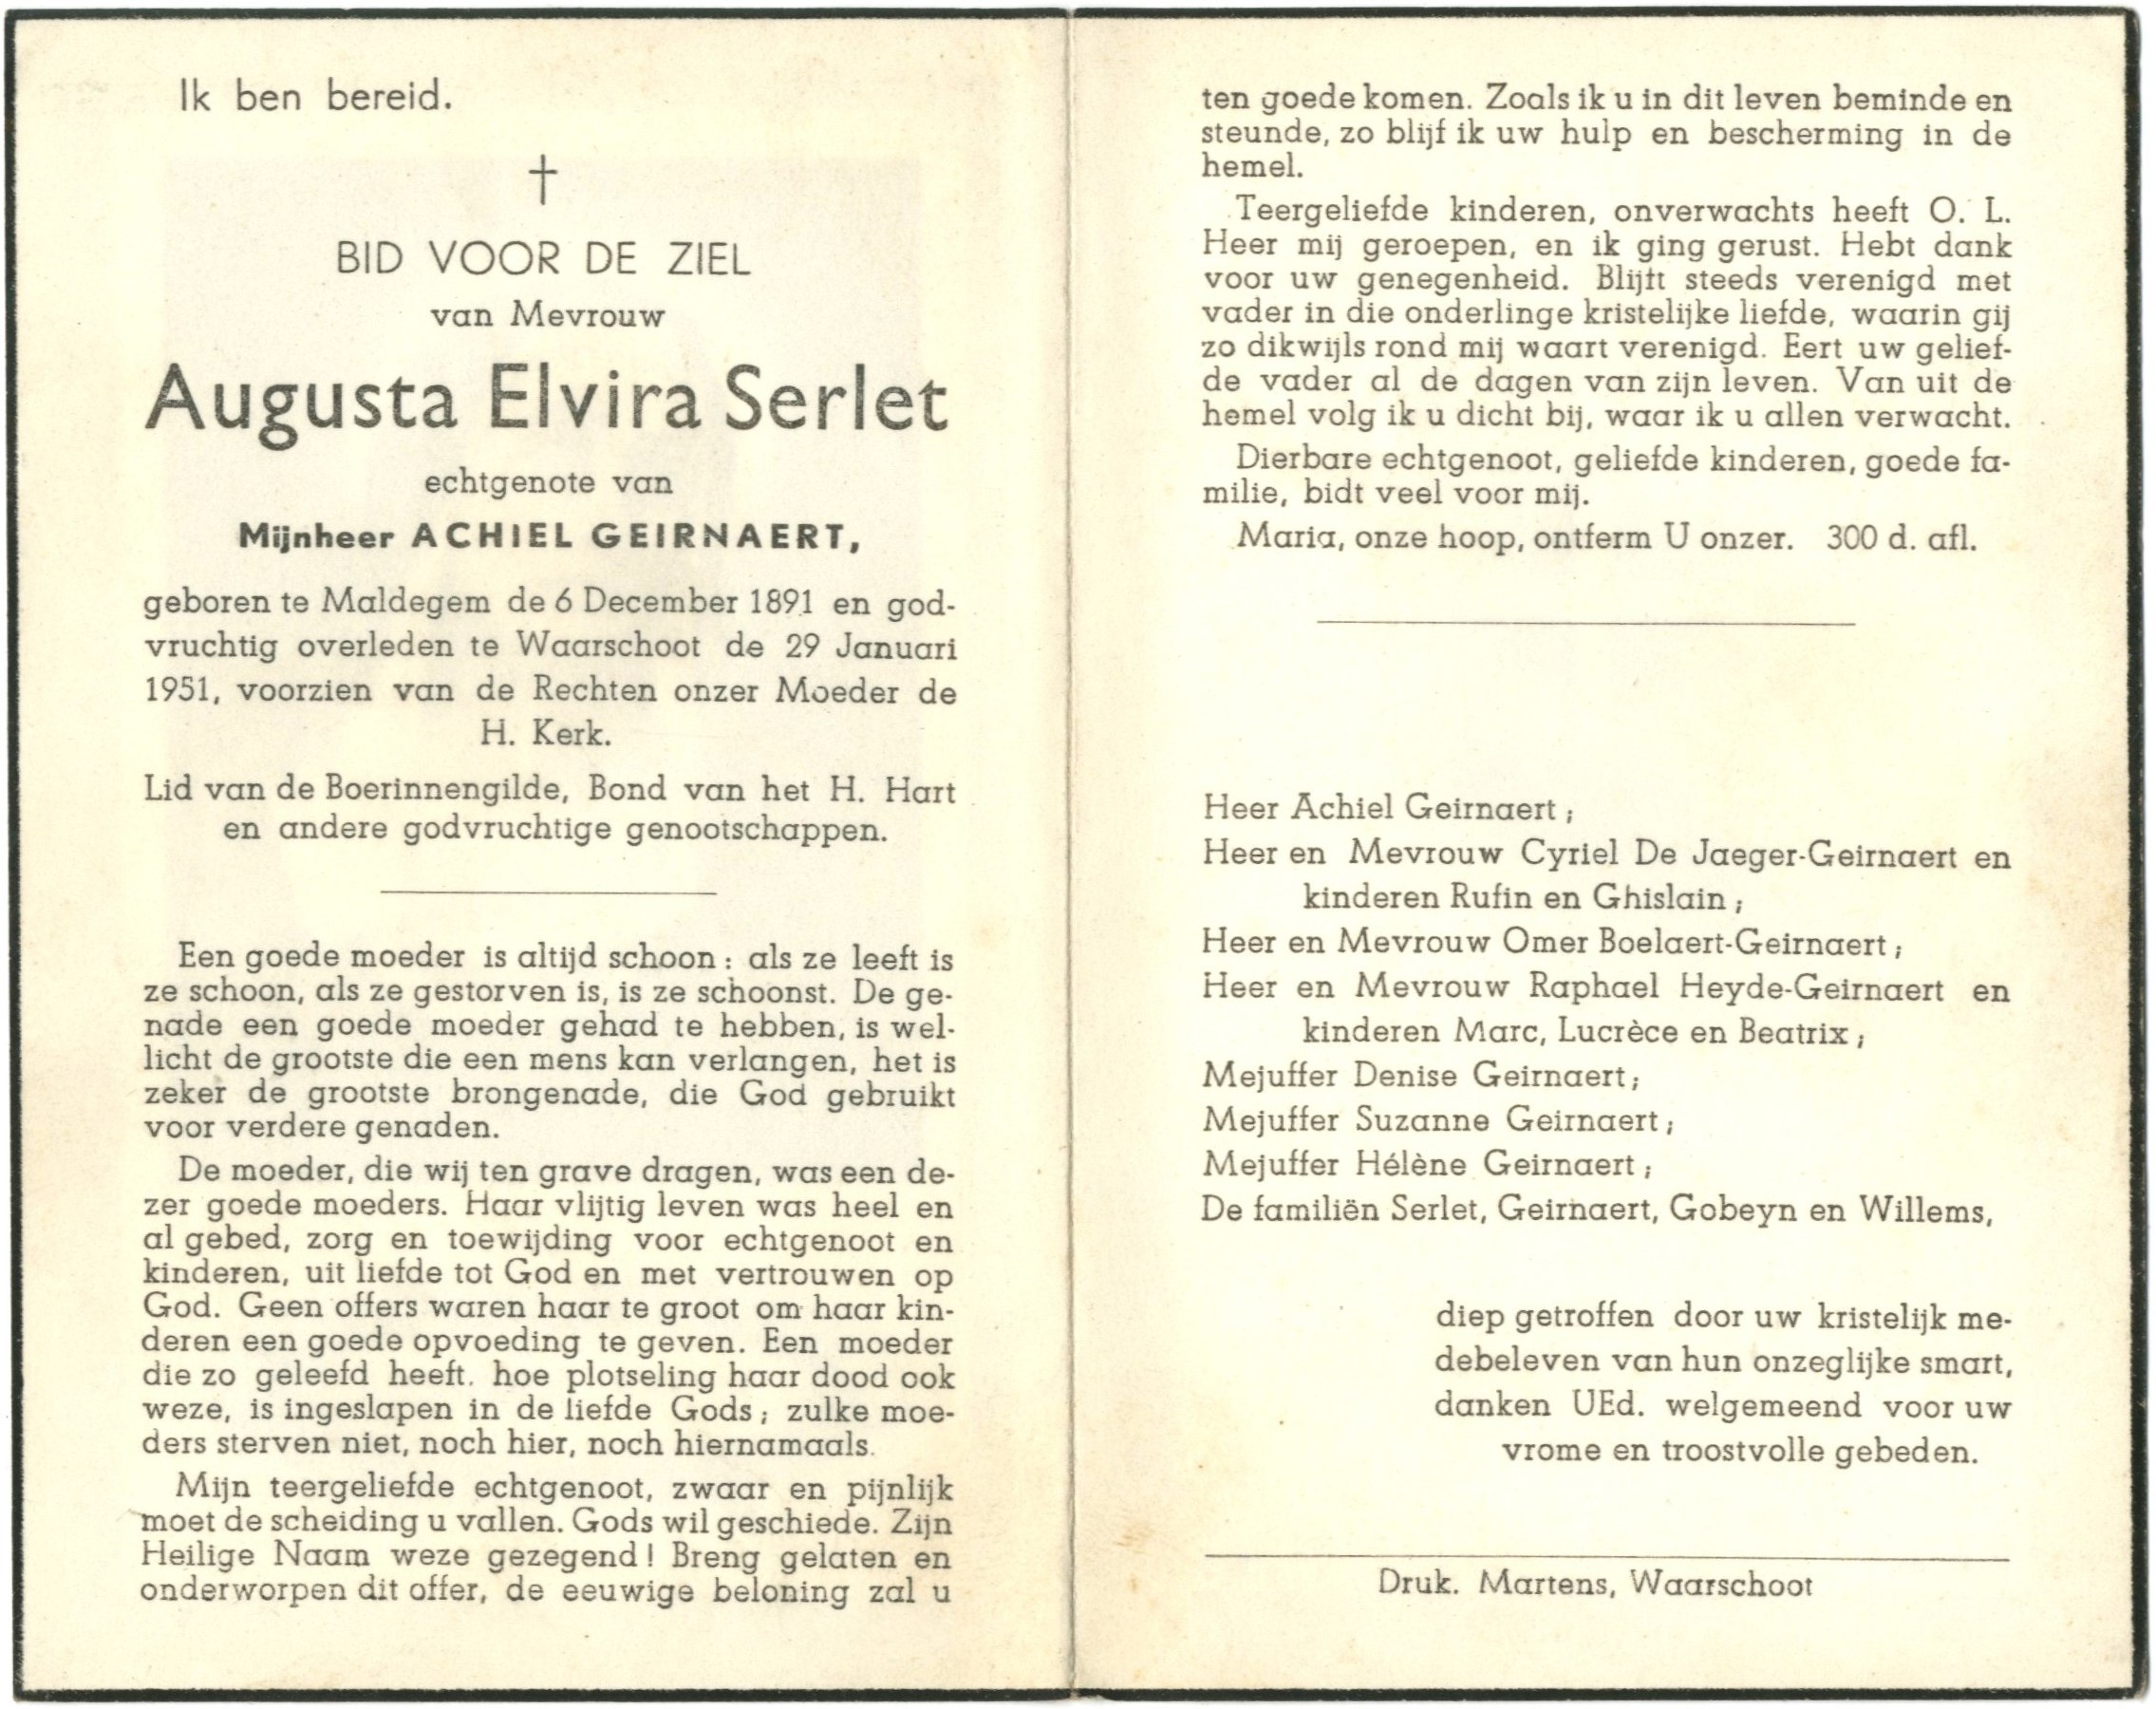 Ik ben bereid.
†
BID VOOR DE ZIEL
van Mevrouw
Augusta Elvira Serlet
echtgenote van
Mijnheer ACHIEL GEIRNAERT,
geboren te Maldegem de 6 December 1891 en god-
vruchtig overleden te Waarschoot de 29 Januari
1951, voorzien van de Rechten onzer Moeder de
H. Kerk.
Lid van de Boerinnengilde, Bond van het H. Hart
en andere godvruchtige genootschappen.
Een goede moeder is altijd schoon: als ze leeft is
ze schoon, als ze gestorven is, is ze schoonst. De ge-
nade een goede moeder gehad te hebben, is wel-
licht de grootste die een mens kan verlangen, het is
zeker de grootste brongenade, die God gebruikt
voor verdere genaden.
De moeder, die wij ten grave dragen, was een de-
zer goede moeders. Haar vlijtig leven was heel en
al gebed, zorg en toewijding voor echtgenoot en
kinderen, uit liefde tot God en met vertrouwen op
God. Geen offers waren haar te groot om haar kin-
deren een goede opvoeding te geven. Een moeder
die zo geleefd heeft. hoe plotseling haar dood ook
weze, is ingeslapen in de liefde Gods; zulke moe-
ders sterven niet, noch hier, noch hiernamaals.
Mijn teergeliefde echtgenoot, zwaar en pijnlijk
moet de scheiding u vallen. Gods wil geschiede. Zijn
Heilige Naam weze gezegend! Breng gelaten en
onderworpen dit offer, de eeuwige beloning zal u
ten goede komen. Zoals ik u in dit leven beminde en
steunde, zo blijf ik uw hulp en bescherming in de
hemel.
Teergeliefde kinderen, onverwachts heeft O. L.
Heer mij geroepen, en ik ging gerust. Hebt dank
voor uw genegenheid. Blijft steeds verenigd met
vader in die onderlinge kristelijke liefde, waarin gij
zo dikwijls rond mij waart verenigd. Eert uw gelief-
de vader al de dagen van zijn leven. Van uit de
hemel volg ik u dicht bij, waar ik u allen verwacht.
Dierbare echtgenoot, geliefde kinderen, goede fa-
milie, bidt veel voor mij.
Maria, onze hoop, ontferm U onzer. 300 d. afl.
Heer Achiel Geirnaert;
Heer en Mevrouw Cyriel De Jaeger-Geirnaert en
kinderen Rufin en Ghislain;
Heer en Mevrouw Omer Boelaert-Geirnaert;
Heer en Mevrouw Raphael Heyde-Geirnaert en
kinderen Marc, Lucrèce en Beatrix;
Mejuffer Denise Geirnaert;
Mejuffer Suzanne Geirnaert;
Mejuffer Hélène Geirnaert;
De familiën Serlet, Geirnaert, Gobeyn en Willems,
diep getroffen door uw kristelijk me-
debeleven van hun onzeglijke smart,
danken UEd. welgemeend voor uw
vrome en troostvolle gebeden.
Druk. Martens, Waarschoot